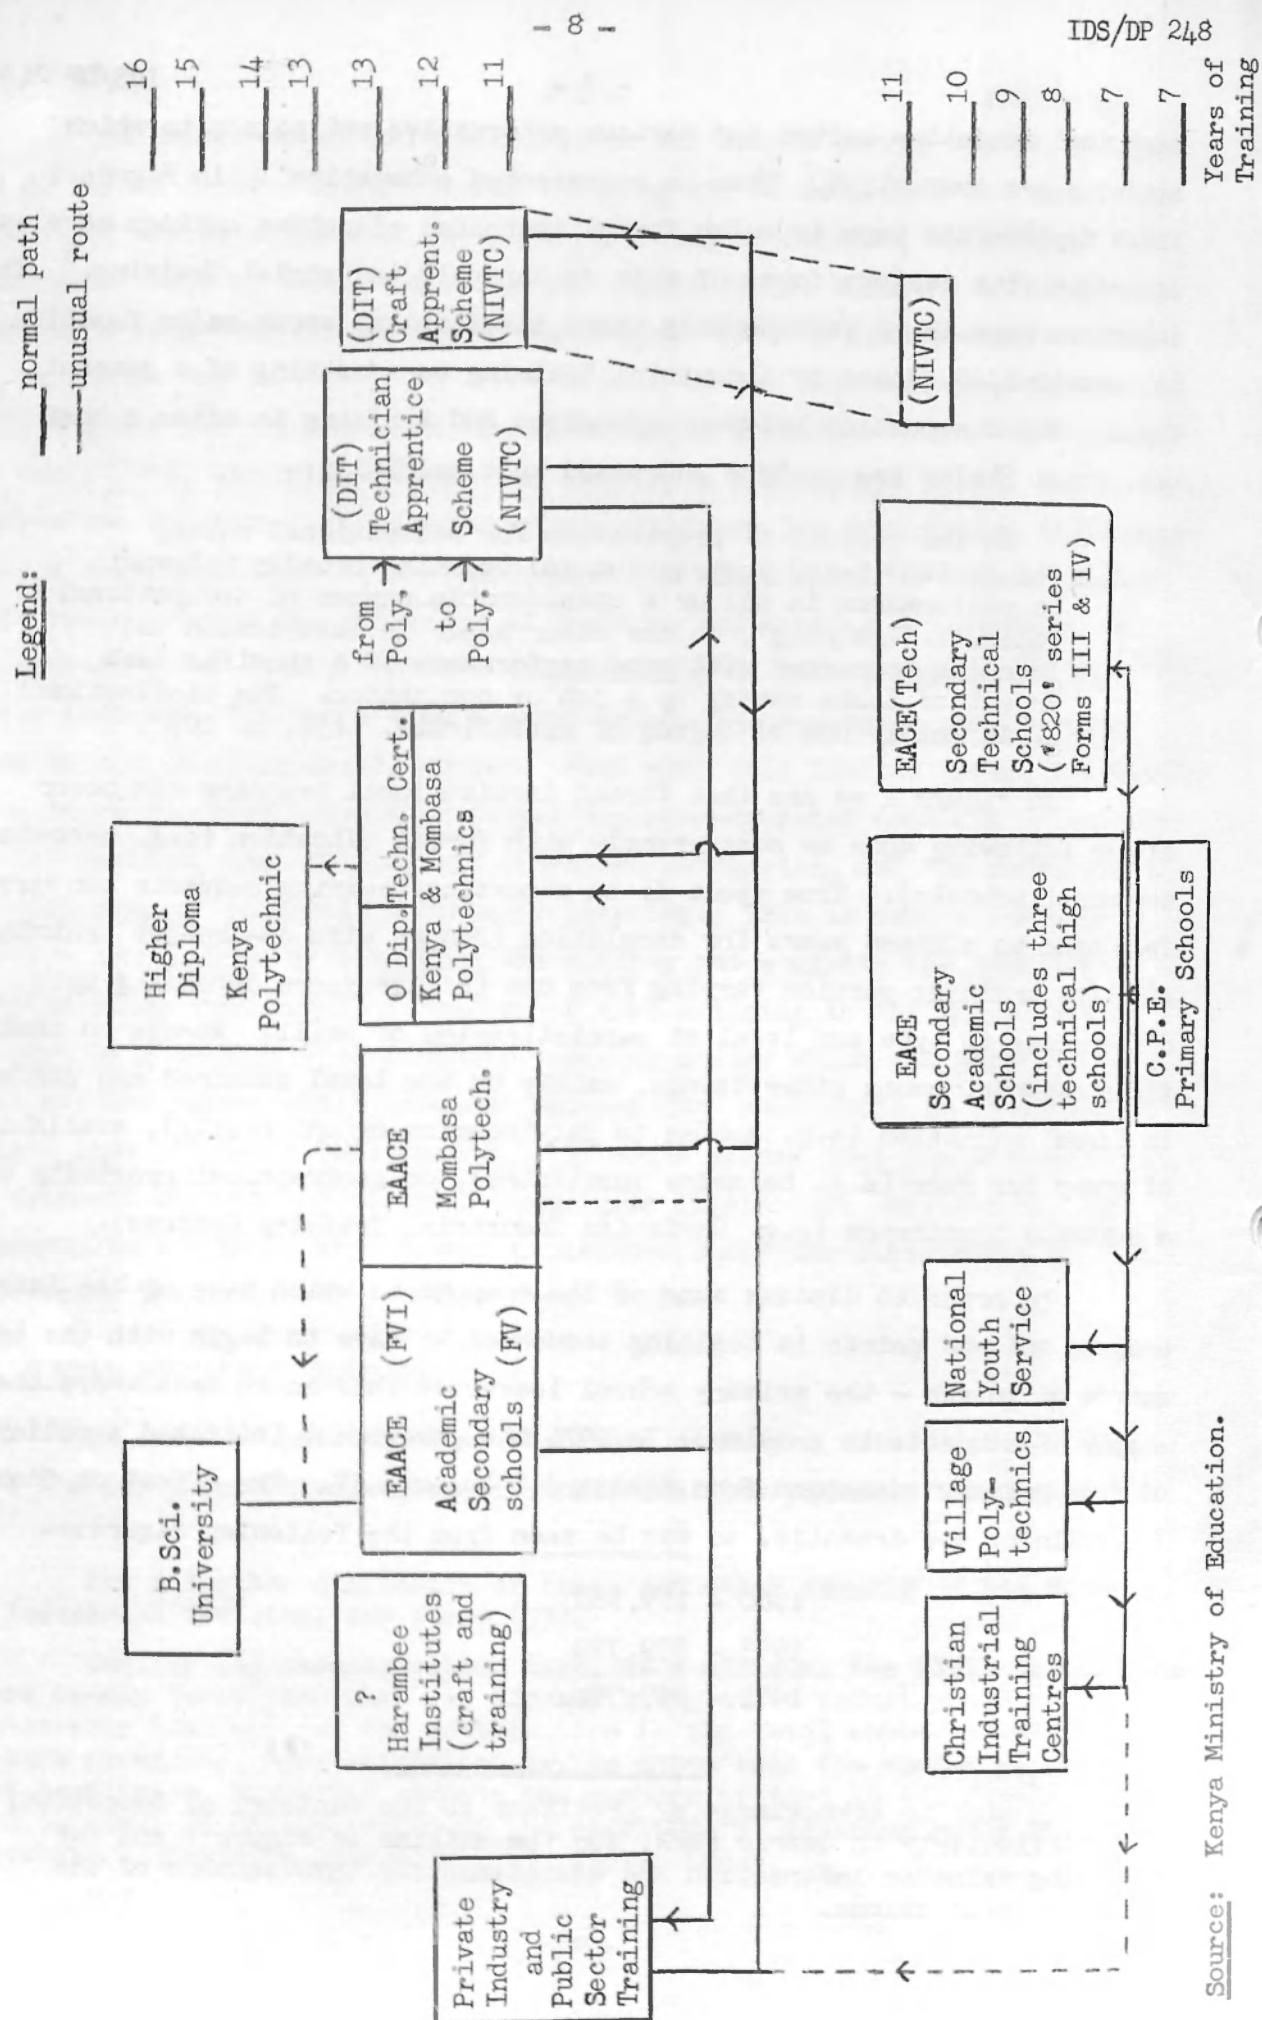 - 8 -
IDS/DP 248
Legend:
normal path
unusual route
16
15
14
13
13
12
11
B.Sci.
University
Higher
Diploma
Kenya
Polytechnic
?
Harambee
Institutes
(craft and
training)
EAACE (FVI)
Academic
Secondary
schools (FV)
EAACE
Mombasa
Polytech.
O Dip.
Techn. Cert.
Kenya & Mombasa
Polytechnics
from
Poly,
to
Poly.
(DIT)
Technician
Apprentice
Scheme
(NIVTC)
(DIT)
Craft
Apprent.
Scheme
(NIVTC)
Private
Industry
and
Public
Sector
Training
Christian
Industrial
Training
Centres
Village
Poly-
technics
National
Youth
Serice
EACE
Secondary
Academic
Schools
(includes three
technical high
schools)
EACE(Tech)
Secondary
Technical
Schools
("820" series
Forms III & IV)
(NIVTC)
C.P.E.
Primary Schools
11
10
9
8
7
7
Years of
Training
Source: Kenya Ministry of Education.